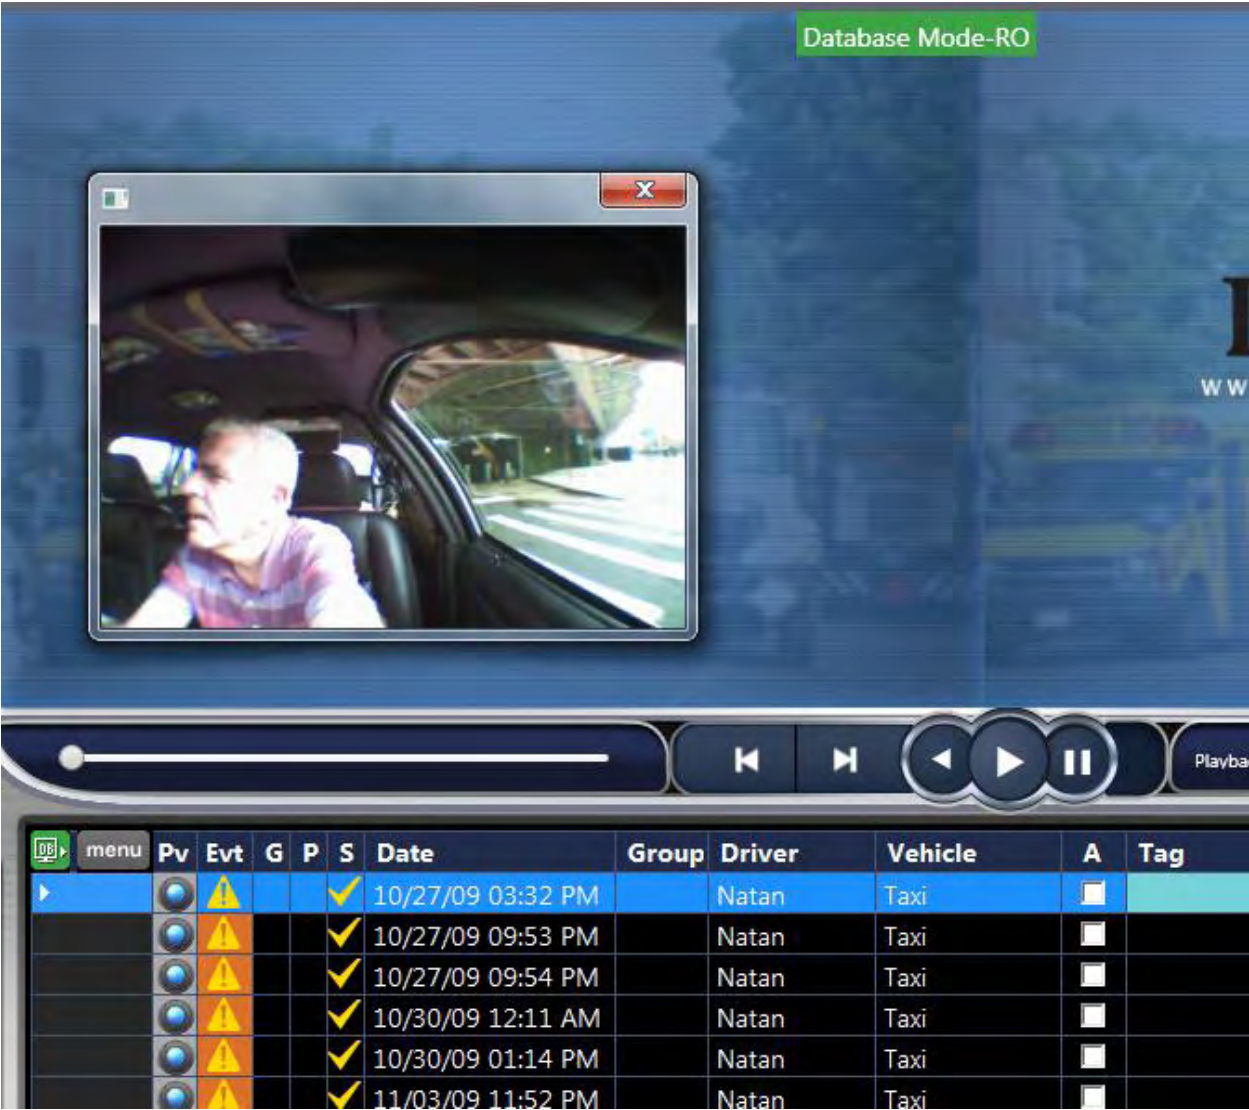 Database Mode-RO
Playba
DB menu Pv Evt G P S Date Group Driver Vehicle A Tag
10/27/09 03:32 PM Natan Taxi
10/27/09 09:53 PM Natan Taxi
10/27/09 09:54 PM Natan Taxi
10/30/09 12:11 AM Natan Taxi
10/30/09 01:14 PM Natan Taxi
11/03/09 11:52 PM Natan Taxi